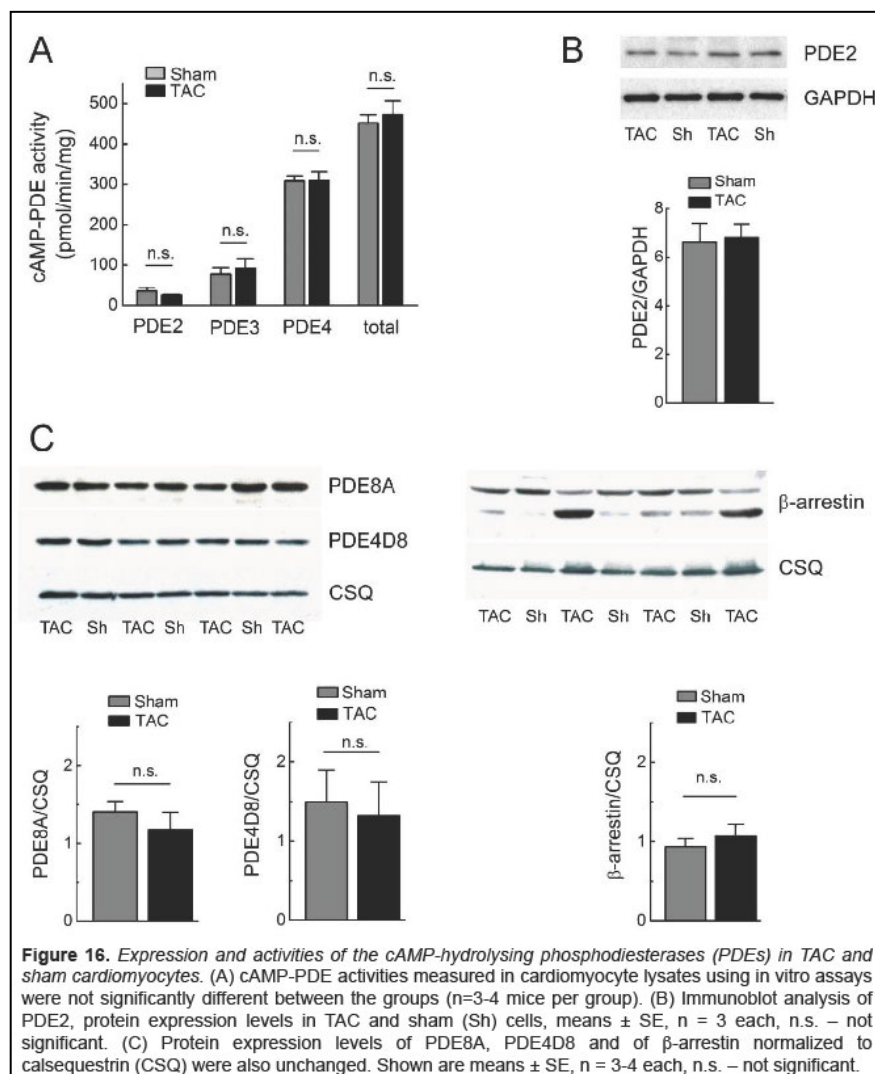 A
Sham
TAC
cAMP-PDE activity
(pmol/min/mg)
500
400
300
200
100
0
n.s.
n.s.
n.s.
n.s.
PDE2
PDE3
PDE4
total
B
PDE2
GAPDH
TAC Sh TAC Sh
Sham
TAC
PDE2/GAPDH
8
6
4
2
0
C
PDE8A
PDE4D8
CSQ
TAC Sh TAC Sh TAC Sh TAC
β-arrestin
CSQ
TAC Sh TAC Sh TAC Sh TAC
Sham
TAC
n.s.
PDE8A/CSQ
2
1
0
Sham
TAC
n.s.
PDE4D8/CSQ
2
1
0
Sham
TAC
n.s.
β-arrestin/CSQ
2
1
0
Figure 16. Expression and activities of the cAMP-hydrolysing phosphodiesterases (PDEs) in TAC and
sham cardiomyocytes. (A) cAMP-PDE activities measured in cardiomyocyte lysates using in vitro assays
were not significantly different between the groups (n=3-4 mice per group). (B) Immunoblot analysis of
PDE2, protein expression levels in TAC and sham (Sh) cells, means ± SE, n = 3 each, n.s. – not
significant. (C) Protein expression levels of PDE8A, PDE4D8 and of β-arrestin normalized to
calsequestrin (CSQ) were also unchanged. Shown are means ± SE, n = 3-4 each, n.s. – not significant.